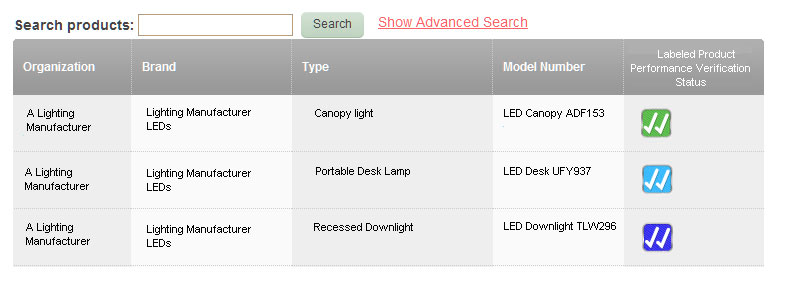 Search products: Search Show Advanced Search
Organization Brand Type Model Number Labeled Product
Performance Verification
Status
A Lighting
Manufacturer
Lighting Manufacturer
LEDs
Canopy light
LED Canopy ADF153
A Lighting
Manufacturer
Lighting Manufacturer
LEDs
Portable Desk Lamp
LED Desk UFY937
A Lighting
Manufacturer
Lighting Manufacturer
LEDs
Recessed Downlight
LED Downlight TLW296